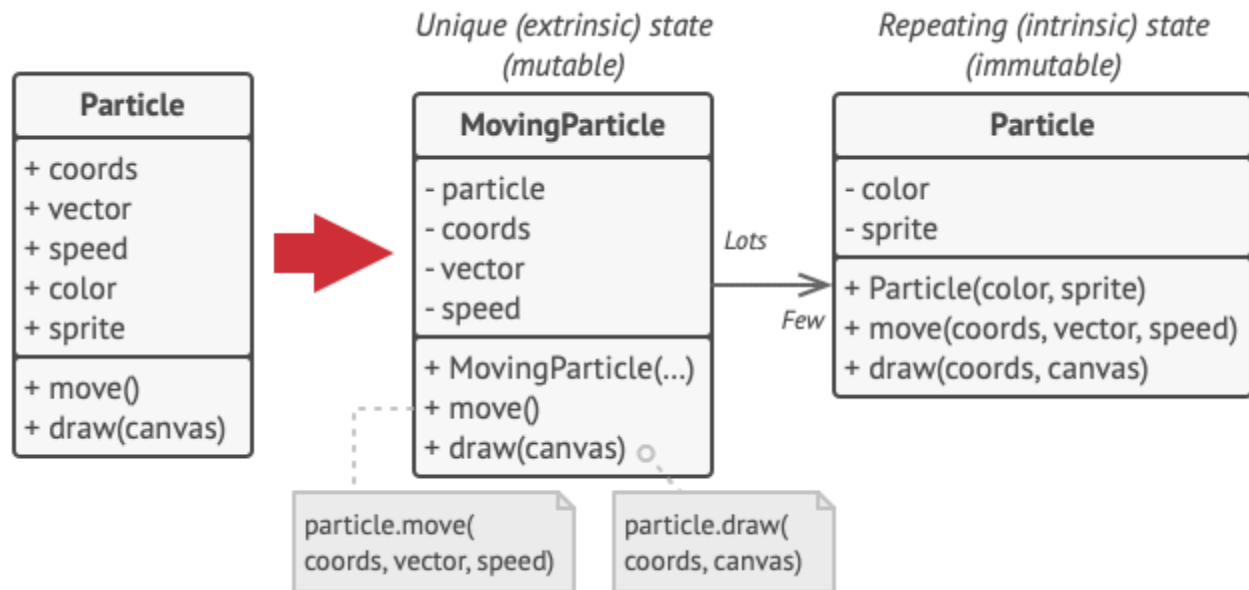 Particle
+ coords
+ vector
+ speed
+ color
+ sprite
+ move()
+ draw(canvas)
Unique (extrinsic) state
(mutable)
MovingParticle
- particle
- coords
- vector
- speed
+ MovingParticle(...)
+ move()
+ draw(canvas)
particle.move(
coords, vector, speed)
particle.draw(
coords, canvas)
Lots
Few
Repeating (intrinsic) state
(immutable)
Particle
- color
- sprite
+ Particle(color, sprite)
+ move(coords, vector, speed)
+ draw(coords, canvas)